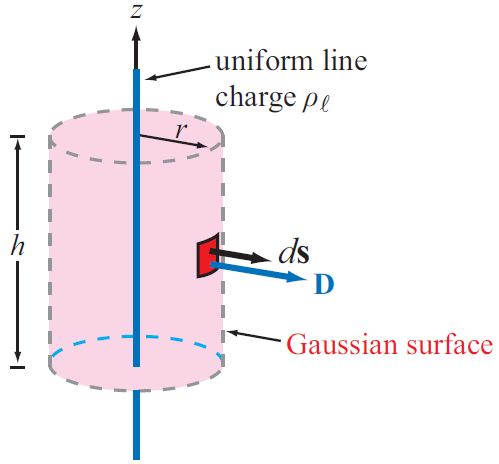 z
uniform line
charge ρℓ
r
h
ds
D
Gaussian surface